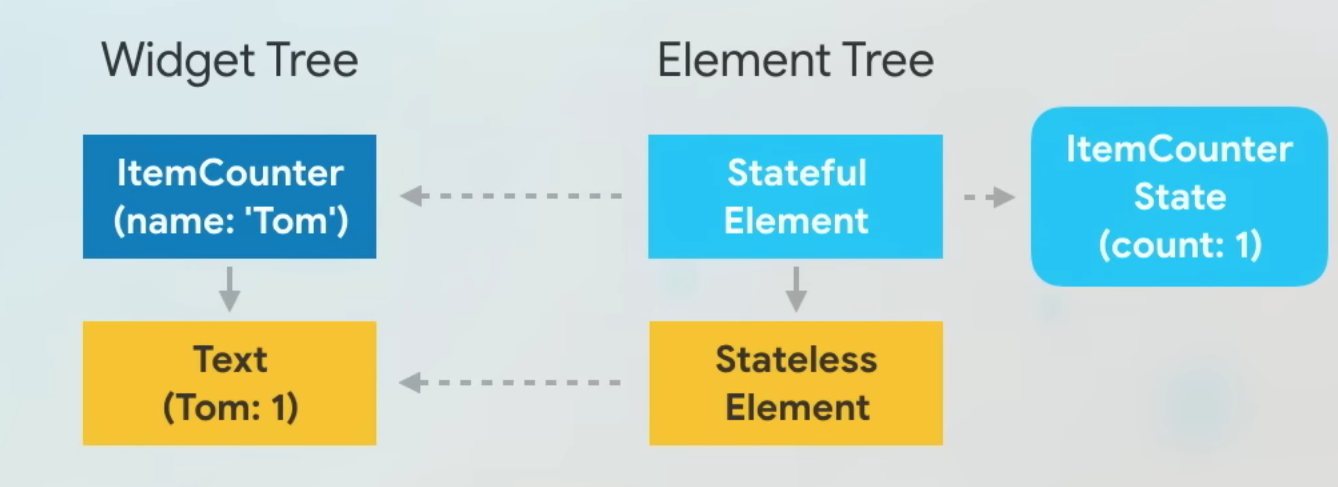 Widget Tree
Element Tree
ItemCounter
(name: 'Tom')
Stateful
Element
ItemCounter
State
(count: 1)
Text
(Tom: 1)
Stateless
Element